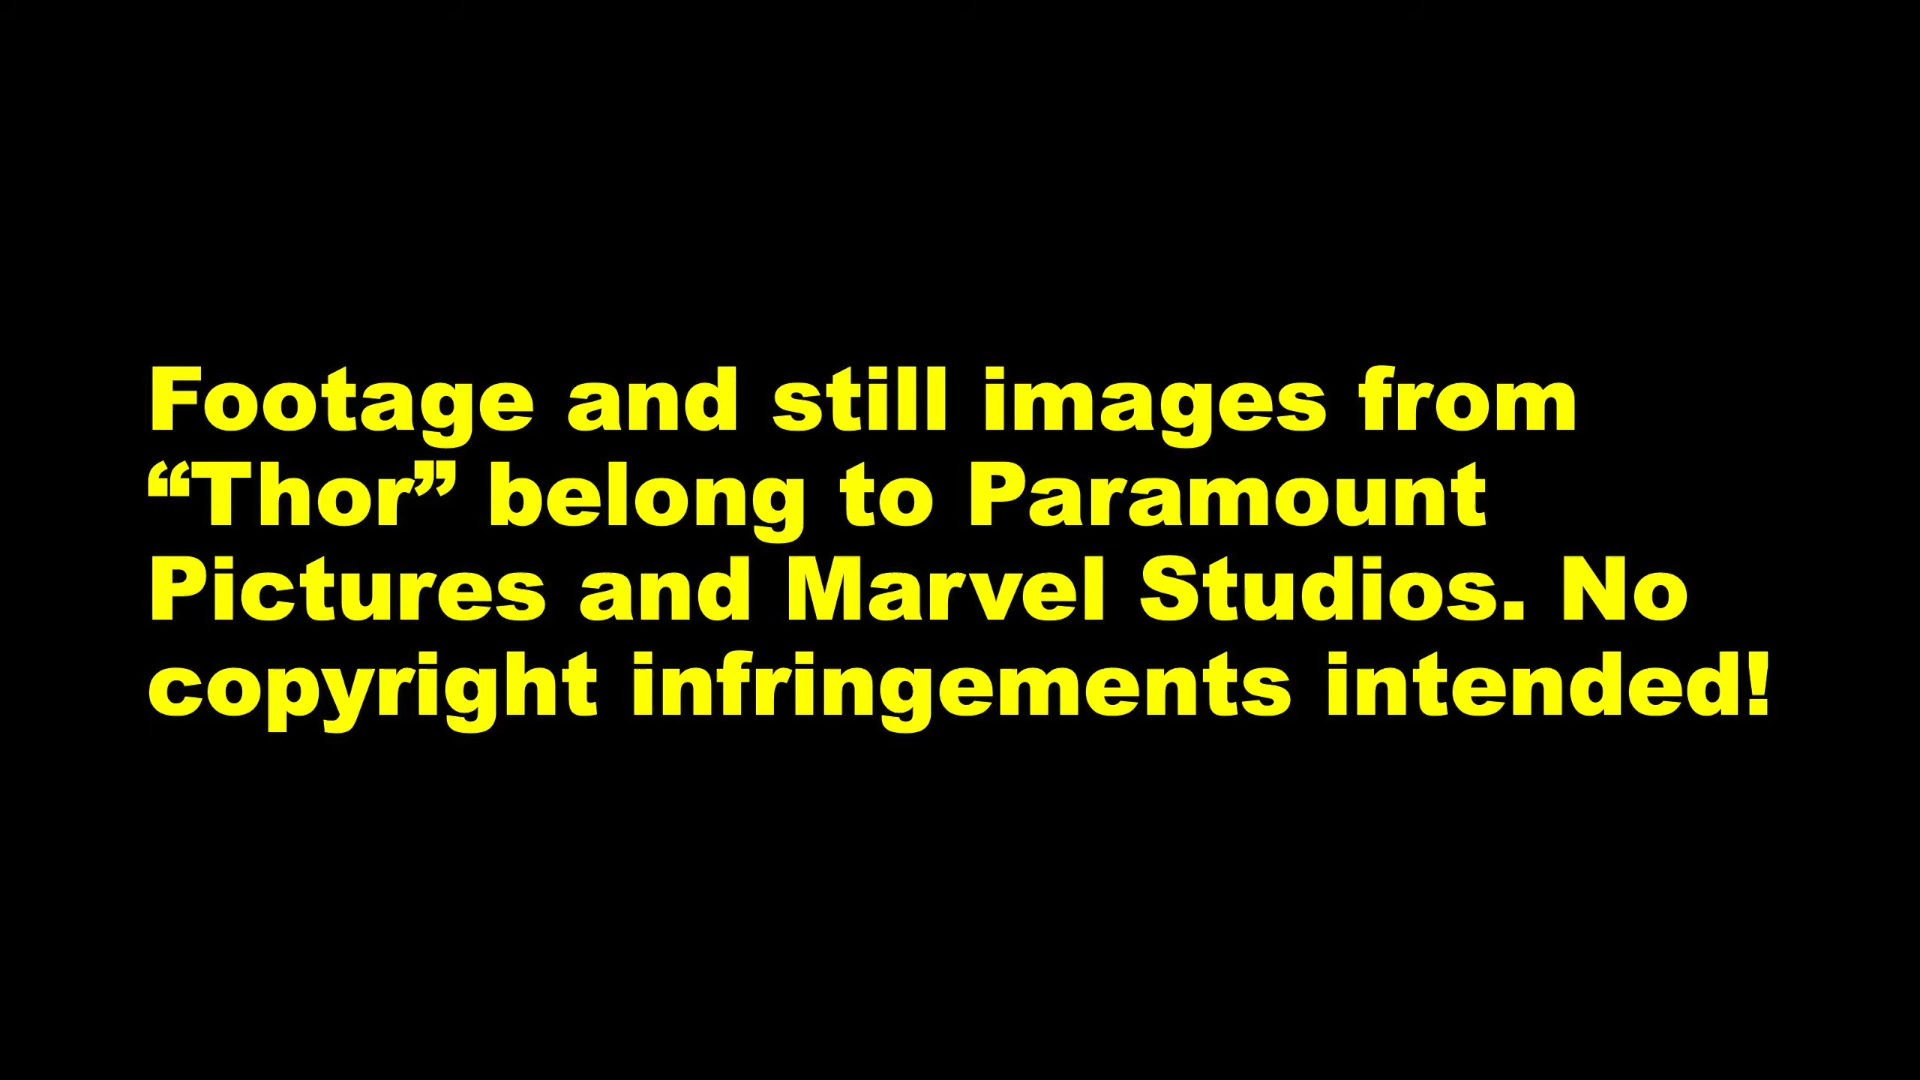 Footage and still images from
“Thor” belong to Paramount
Pictures and Marvel Studios. No
copyright infringements intended!